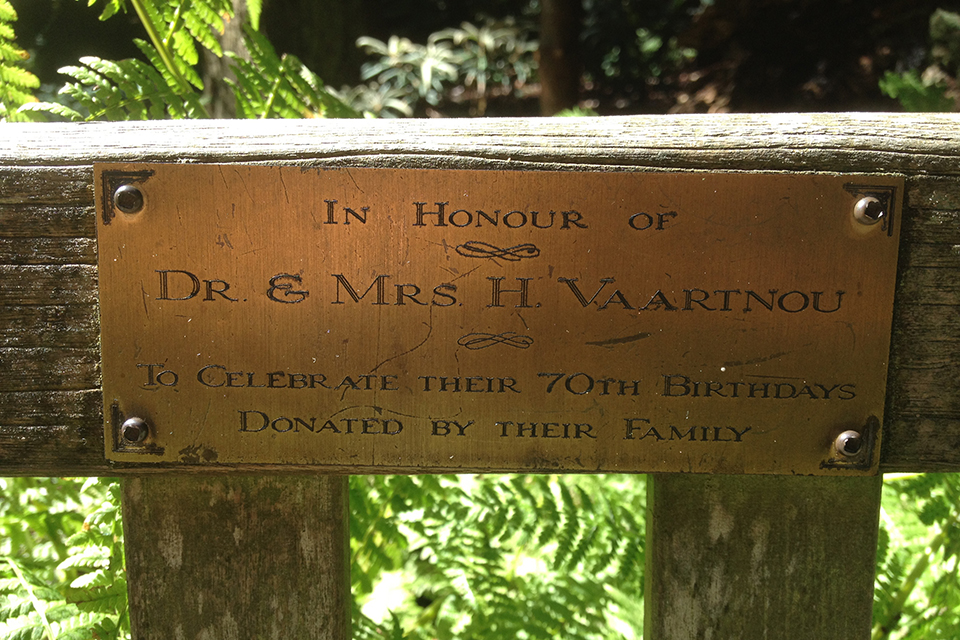 In Honour of
Dr. & Mrs. H. Vaartnou
To Celebrate their 70th Birthdays
Donated by their Family